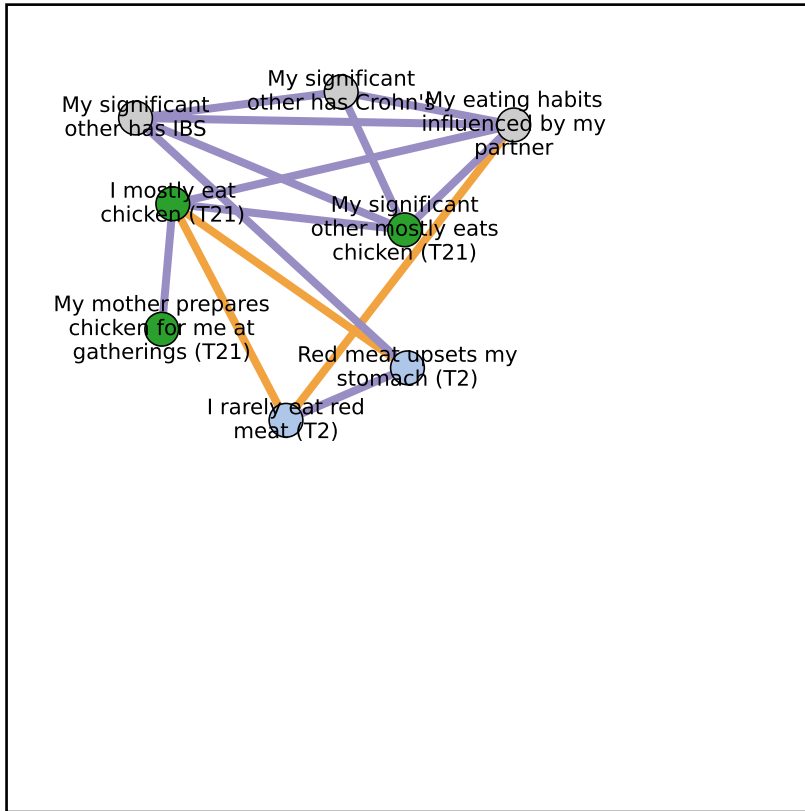 My significant
other has IBS
My significant
other has Crohn's
My eating habits
influenced by my
partner
I mostly eat
chicken (T21)
My significant
other mostly eats
chicken (T21)
My mother prepares
chicken for me at
gatherings (T21)
Red meat upsets my
stomach (T2)
I rarely eat red
meat (T2)